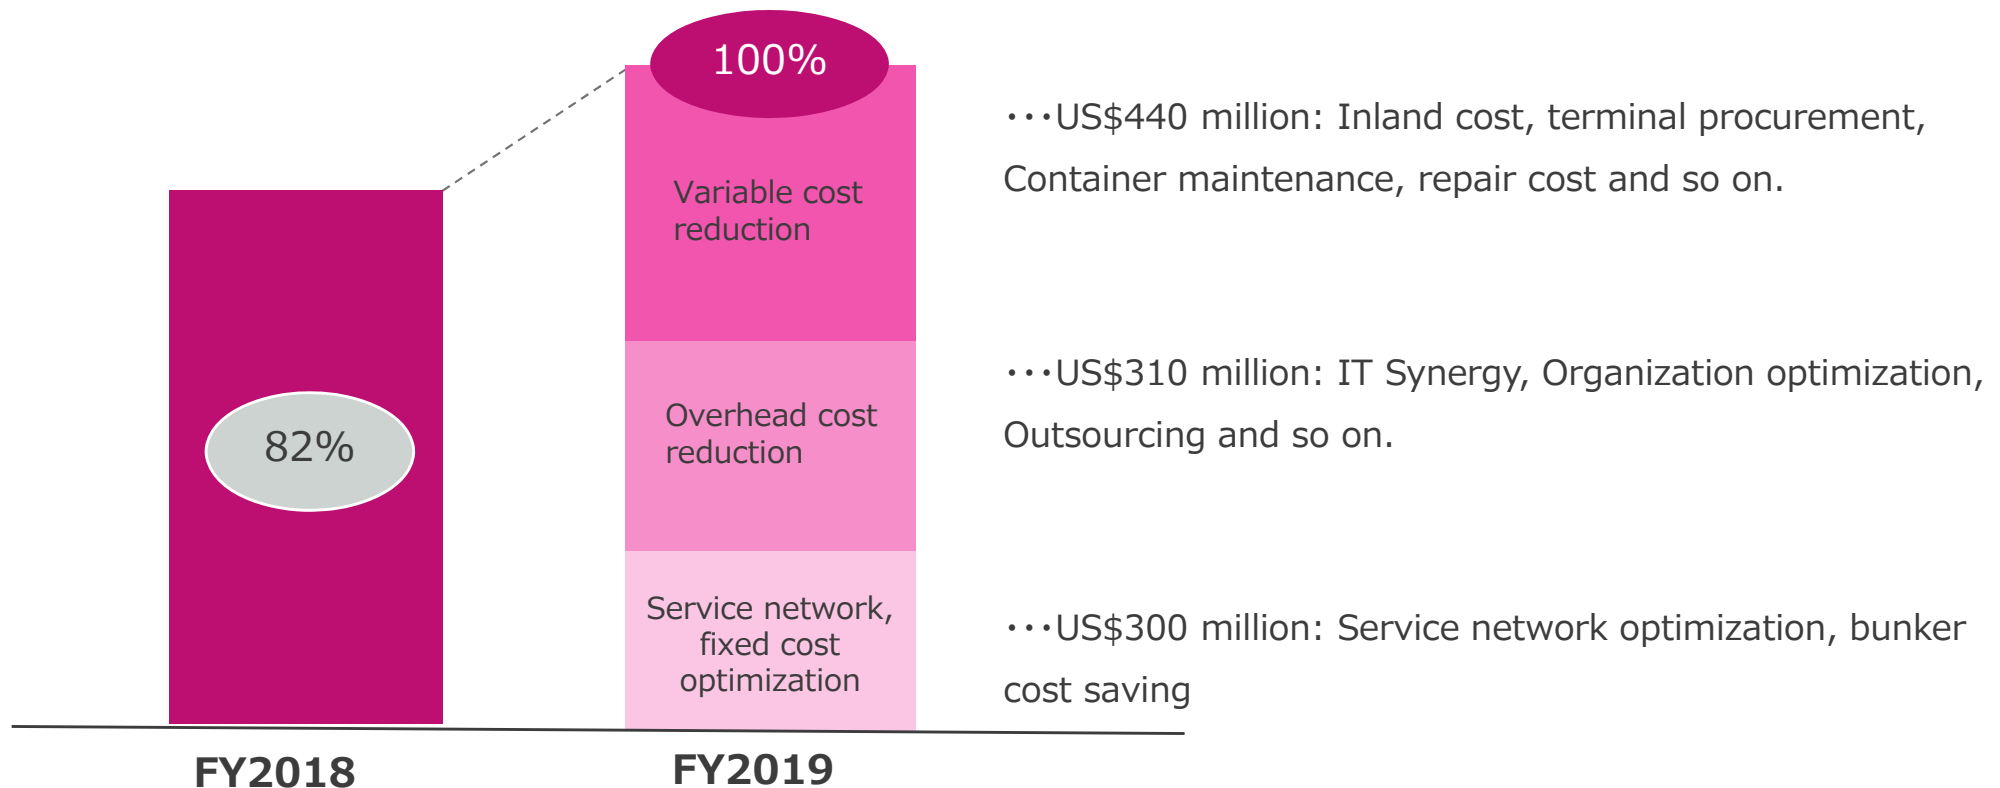 100%
・・・US$440 million: Inland cost, terminal procurement,
Container maintenance, repair cost and so on.
Variable cost
reduction
・・・US$310 million: IT Synergy, Organization optimization,
Outsourcing and so on.
Overhead cost
reduction
82%
・・・US$300 million: Service network optimization, bunker
cost saving
Service network,
fixed cost
optimization
FY2018
FY2019